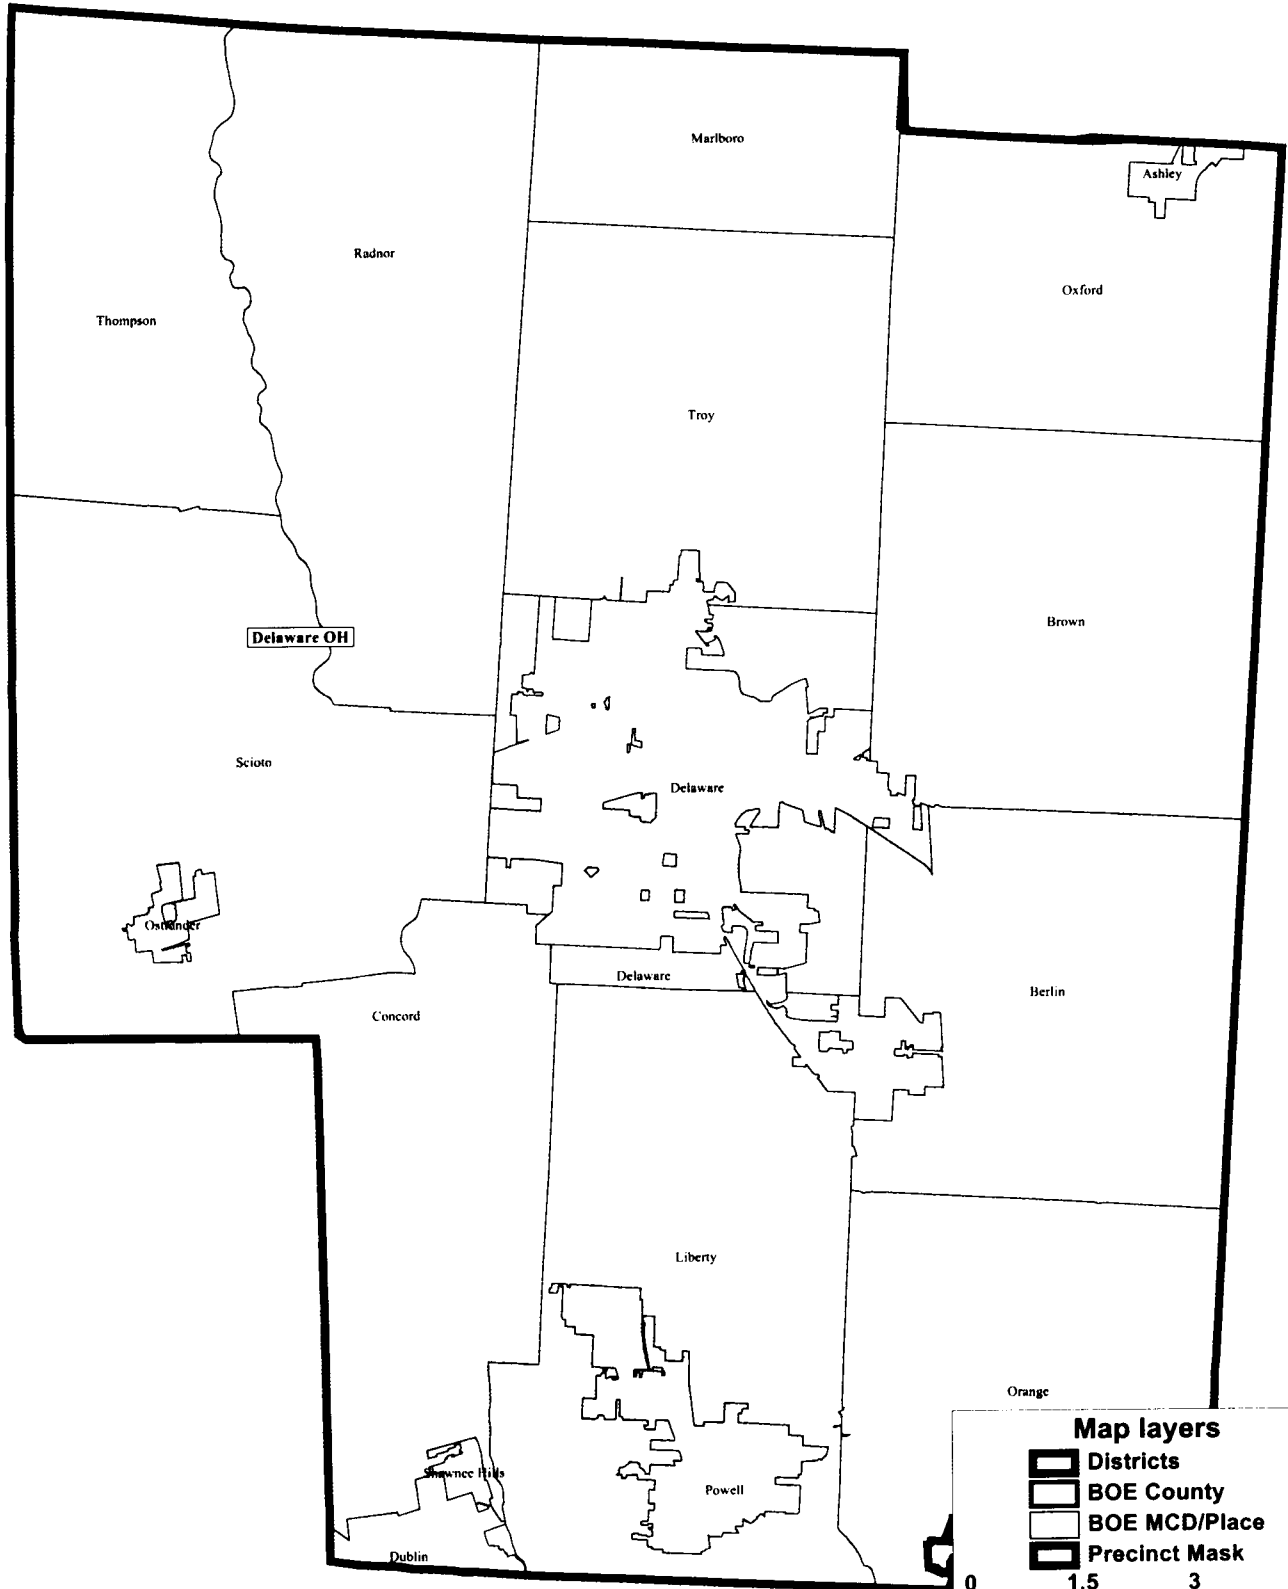 Marlboro
Ashley
Radnor
Oxford
Thompson
Troy
Brown
Delaware OH
Scioto
Delaware
Ostrander
Delaware
Berlin
Concord
Liberty
Orange
Map layers
Districts
BOE County
BOE MCD/Place
Precinct Mask
Shawnee Hills
Powell
Dublin
0 1.5 3